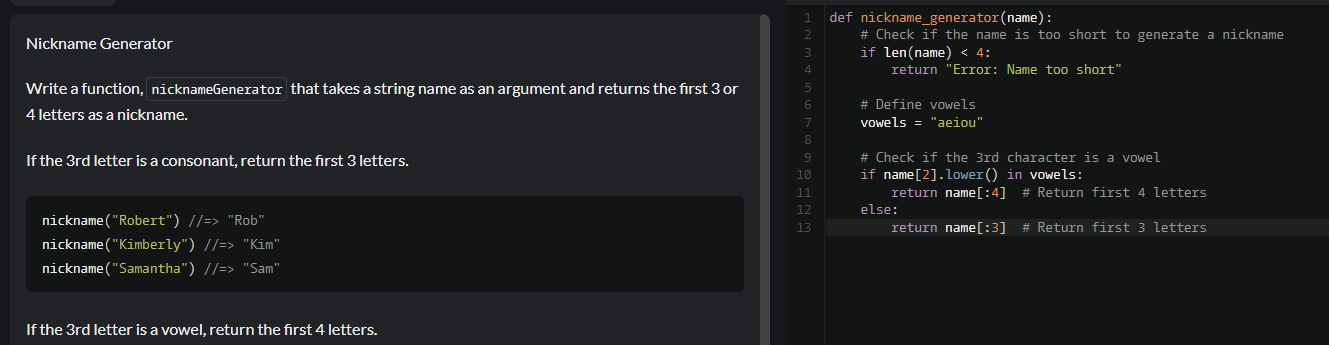 Nickname Generator
Write a function, nicknameGenerator that takes a string name as an argument and returns the first 3 or
4 letters as a nickname.
If the 3rd letter is a consonant, return the first 3 letters.
nickname("Robert") //=> "Rob"
nickname("Kimberly") //=> "Kim"
nickname("Samantha") //=> "Sam"
If the 3rd letter is a vowel, return the first 4 letters.
1 def nickname_generator(name):
2     # Check if the name is too short to generate a nickname
3     if len(name) < 4:
4         return "Error: Name too short"
5
6     # Define vowels
7     vowels = "aeiou"
8
9     # Check if the 3rd character is a vowel
10     if name[2].lower() in vowels:
11         return name[:4]  # Return first 4 letters
12     else:
13         return name[:3]  # Return first 3 letters